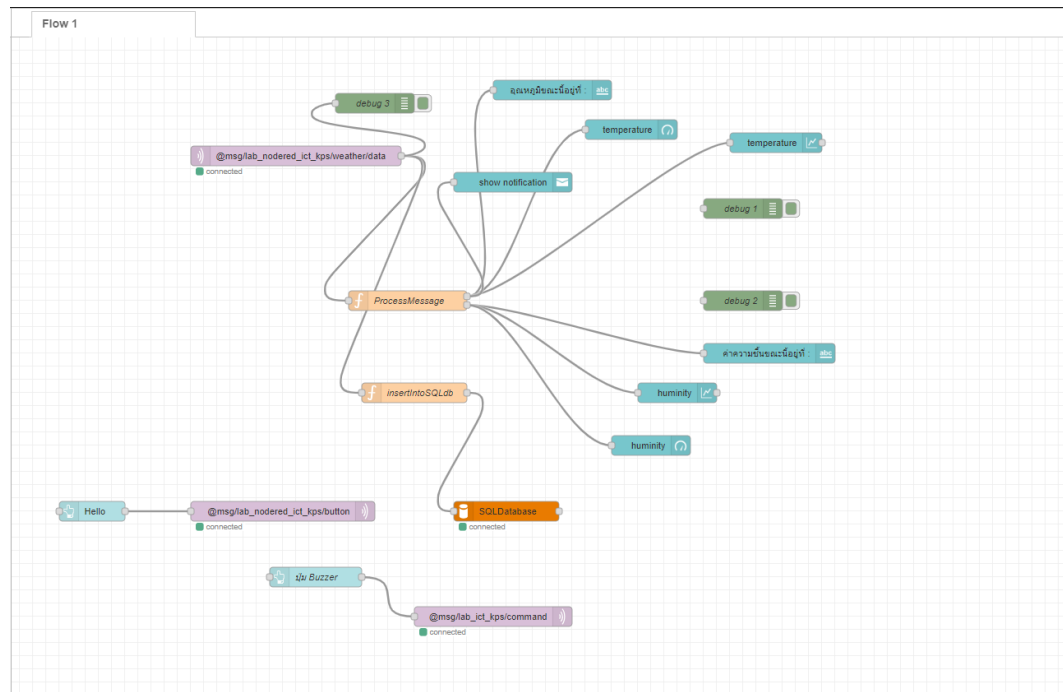 Flow 1
อุณหภูมิขณะนี้อยู่ที่ :
abc
debug 3
temperature
temperature
@msg/lab_nodered_ict_kps/weather/data
connected
show notification
debug 1
ProcessMessage
debug 2
ค่าความชื้นขณะนี้อยู่ที่ :
abc
insertIntoSQLdb
huminity
huminity
Hello
@msg/lab_nodered_ict_kps/button
connected
SQLDatabase
connected
ปุ่ม Buzzer
@msg/lab_ict_kps/command
connected